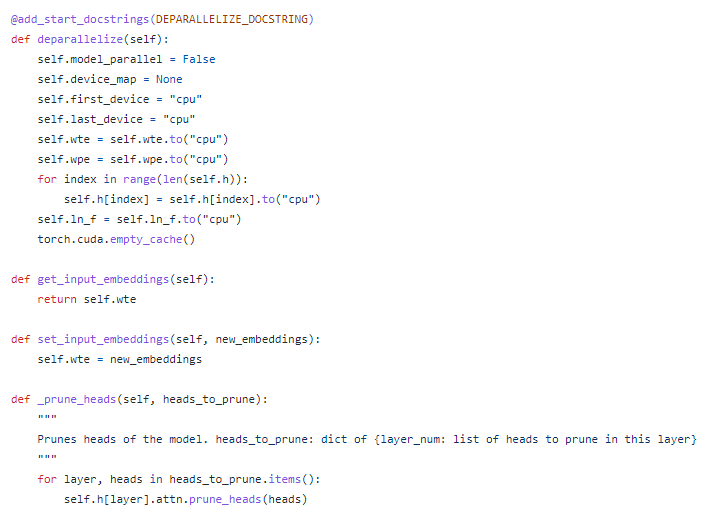 @add_start_docstrings(DEPARALLELIZE_DOCSTRING)
def deparallelize(self):
    self.model_parallel = False
    self.device_map = None
    self.first_device = "cpu"
    self.last_device = "cpu"
    self.wte = self.wte.to("cpu")
    self.wpe = self.wpe.to("cpu")
    for index in range(len(self.h)):
        self.h[index] = self.h[index].to("cpu")
    self.ln_f = self.ln_f.to("cpu")
    torch.cuda.empty_cache()

def get_input_embeddings(self):
    return self.wte

def set_input_embeddings(self, new_embeddings):
    self.wte = new_embeddings

def _prune_heads(self, heads_to_prune):
    """
    Prunes heads of the model. heads_to_prune: dict of {layer_num: list of heads to prune in this layer}
    """
    for layer, heads in heads_to_prune.items():
        self.h[layer].attn.prune_heads(heads)